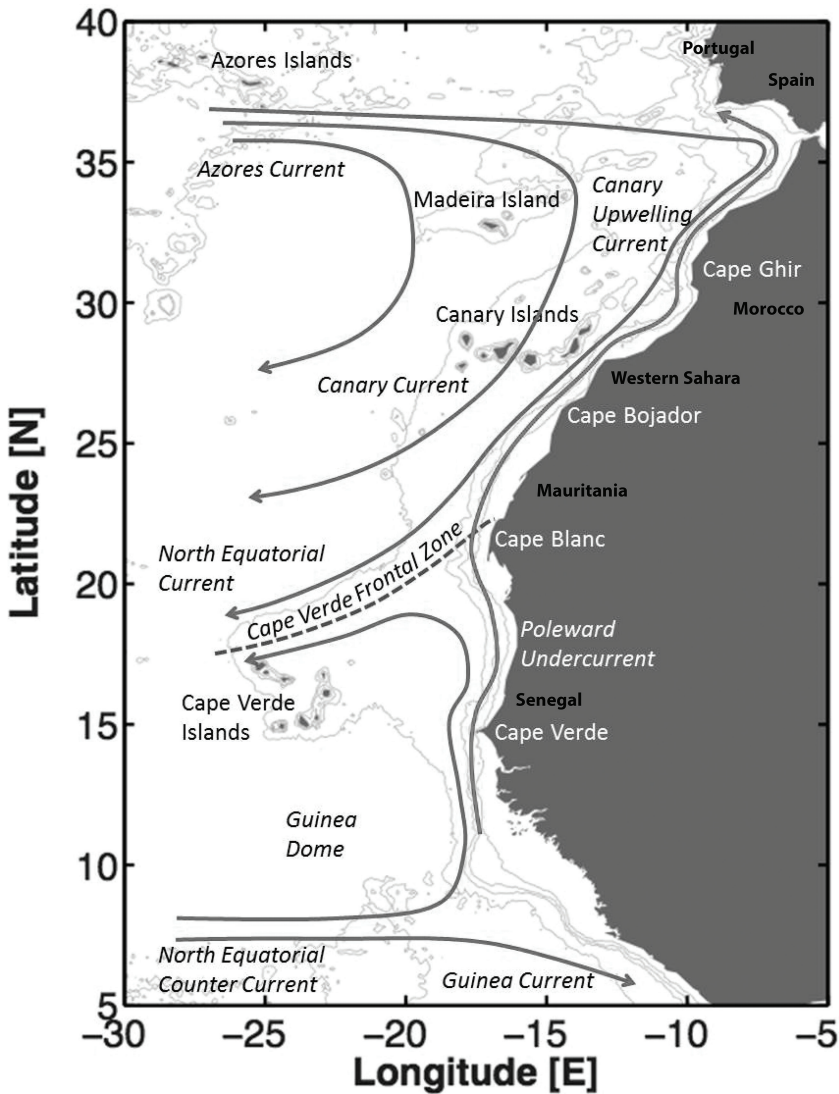 40
Portugal
Azores Islands
Spain
35
Azores Current
Canary
Upwelling
Current
Madeira Island
Cape Ghir
30
Morocco
Canary Islands
Western Sahara
Canary Current
Cape Bojador
25
Mauritania
Cape Blanc
North Equatorial
Current
Cape Verde Frontal Zone
20
Poleward
Undercurrent
Senegal
Cape Verde
Islands
15
Cape Verde
Guinea
Dome
10
North Equatorial
Counter Current
Guinea Current
5
−30
−25
−20
−15
−10
−5
Latitude [N]
Longitude [E]